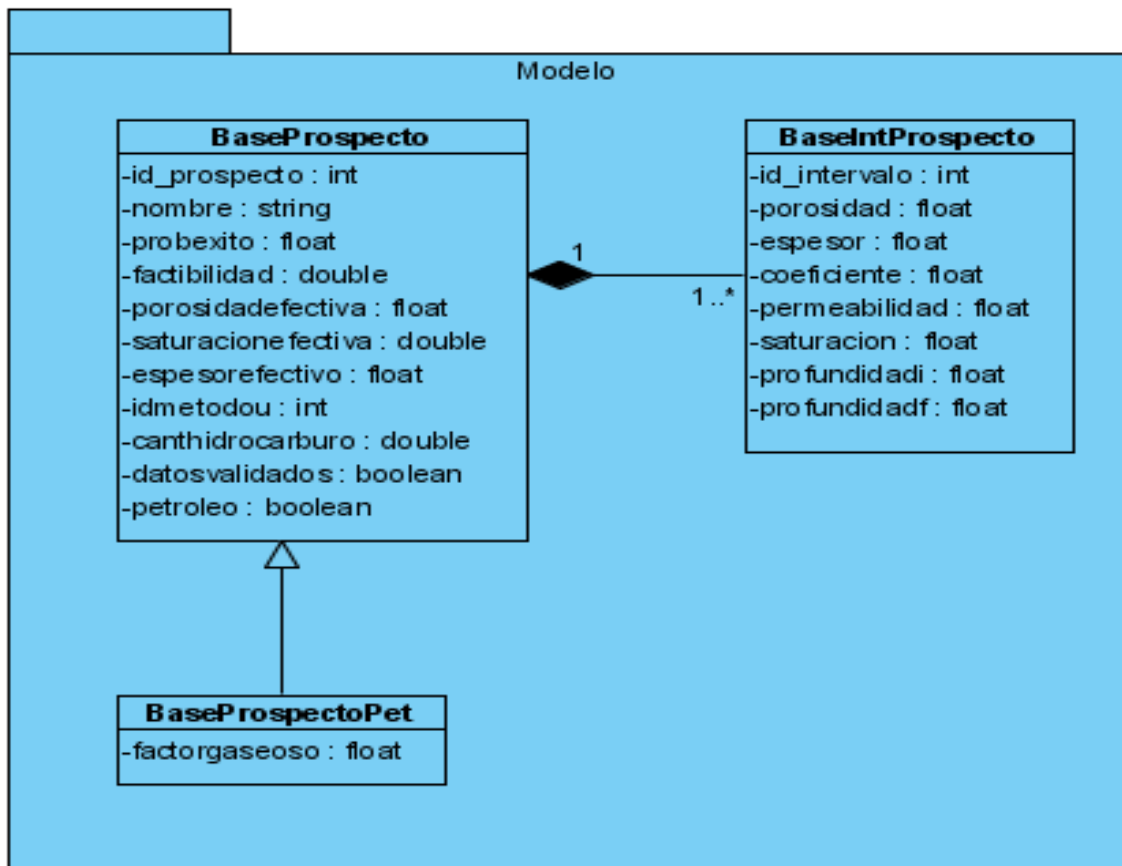 Modelo
BaseProspecto
-id_prospecto : int
-nombre : string
-probexito : float
-factibilidad : double
-porosidadefectiva : float
-saturacionefectiva : double
-espesorefectivo : float
-idmetodou : int
-canthidrocarburo : double
-datosvalidados : boolean
-petroleo : boolean
1
1..*
BaseIntProspecto
-id_intervalo : int
-porosidad : float
-espesor : float
-coeficiente : float
-permeabilidad : float
-saturacion : float
-profundidadi : float
-profundidadf : float
BaseProspectoPet
-factorgaseoso : float